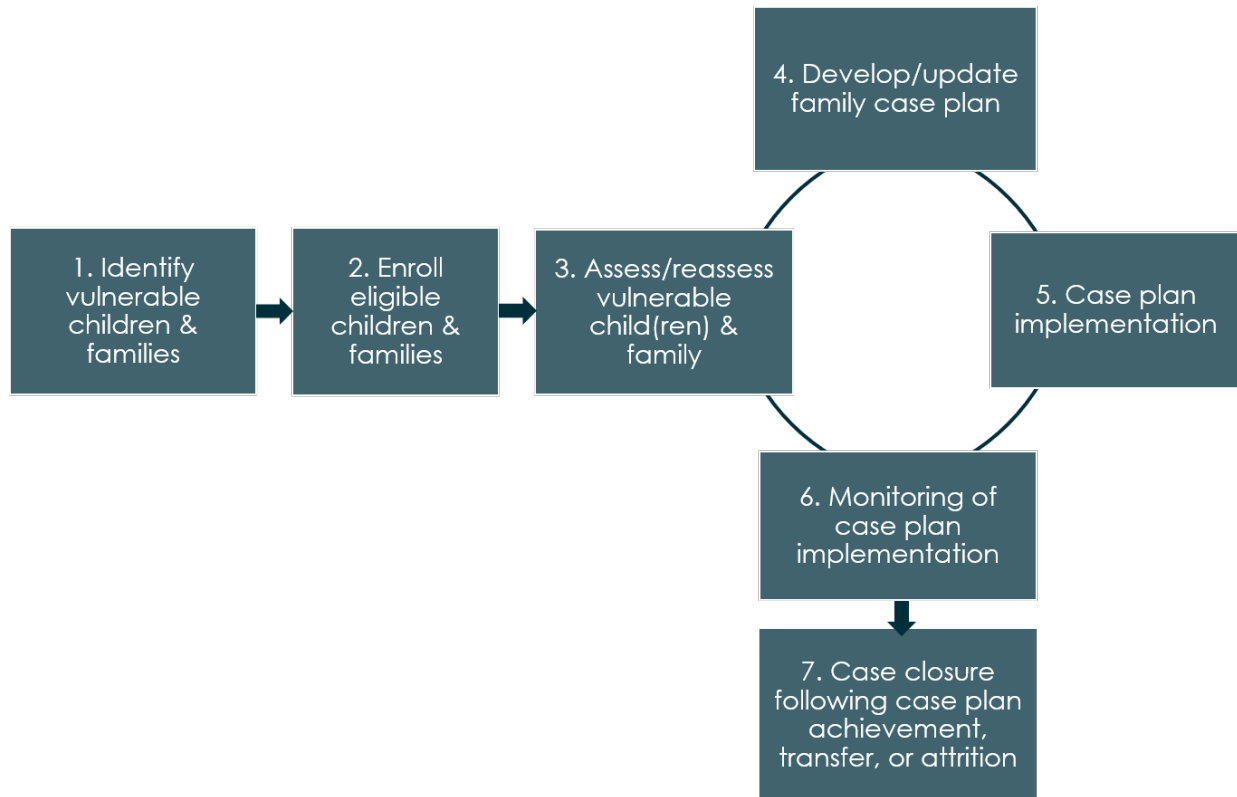 1. Identify
vulnerable
children &
families
2. Enroll
eligible
children &
families
3. Assess/reassess
vulnerable
child(ren) &
family
4. Develop/update
family case plan
5. Case plan
implementation
6. Monitoring of
case plan
implementation
7. Case closure
following case plan
achievement,
transfer, or attrition